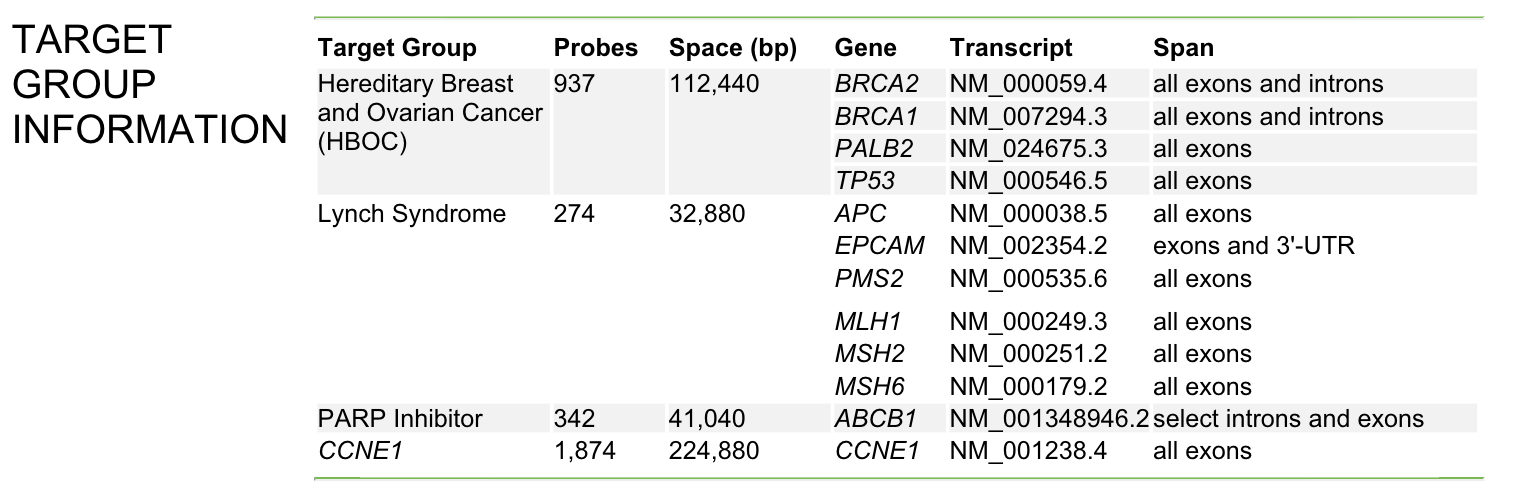 TARGET
GROUP
INFORMATION
Target Group Probes Space (bp) Gene Transcript Span
Hereditary Breast 937 112,440 BRCA2 NM_000059.4 all exons and introns
and Ovarian Cancer BRCA1 NM_007294.3 all exons and introns
(HBOC) PALB2 NM_024675.3 all exons
TP53 NM_000546.5 all exons
Lynch Syndrome 274 32,880 APC NM_000038.5 all exons
EPCAM NM_002354.2 exons and 3'-UTR
PMS2 NM_000535.6 all exons
MLH1 NM_000249.3 all exons
MSH2 NM_000251.2 all exons
MSH6 NM_000179.2 all exons
PARP Inhibitor 342 41,040 ABCB1 NM_001348946.2 select introns and exons
CCNE1 1,874 224,880 CCNE1 NM_001238.4 all exons